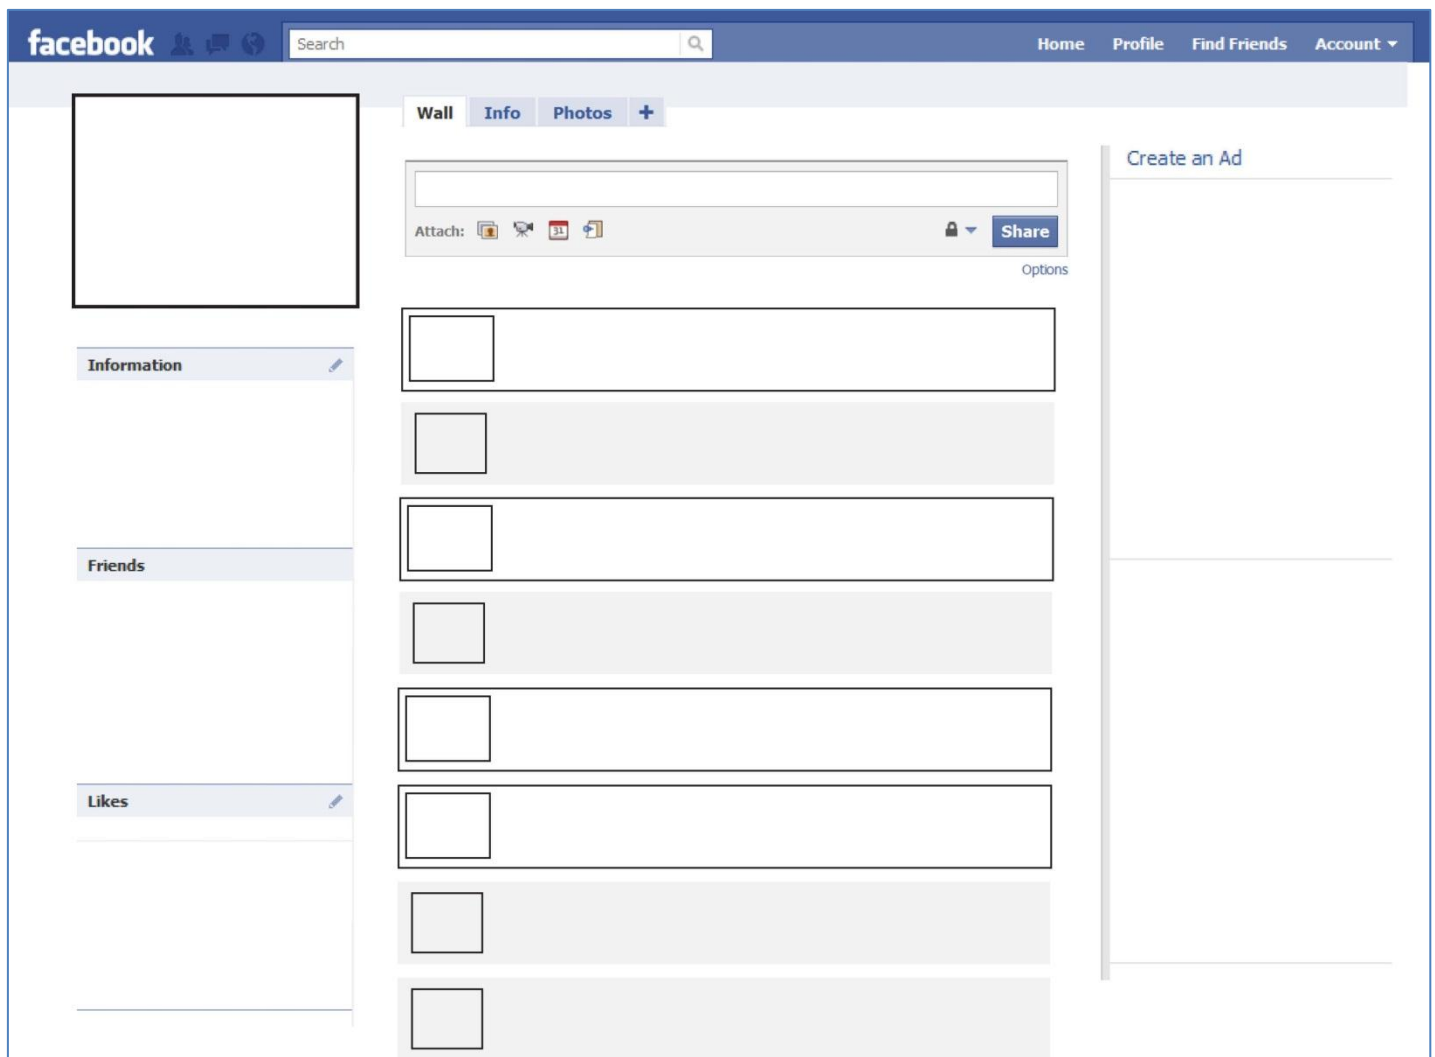 facebook
Search
Home Profile Find Friends Account
Wall Info Photos +
Create an Ad
Attach: 31
Share
Options
Information
Friends
Likes